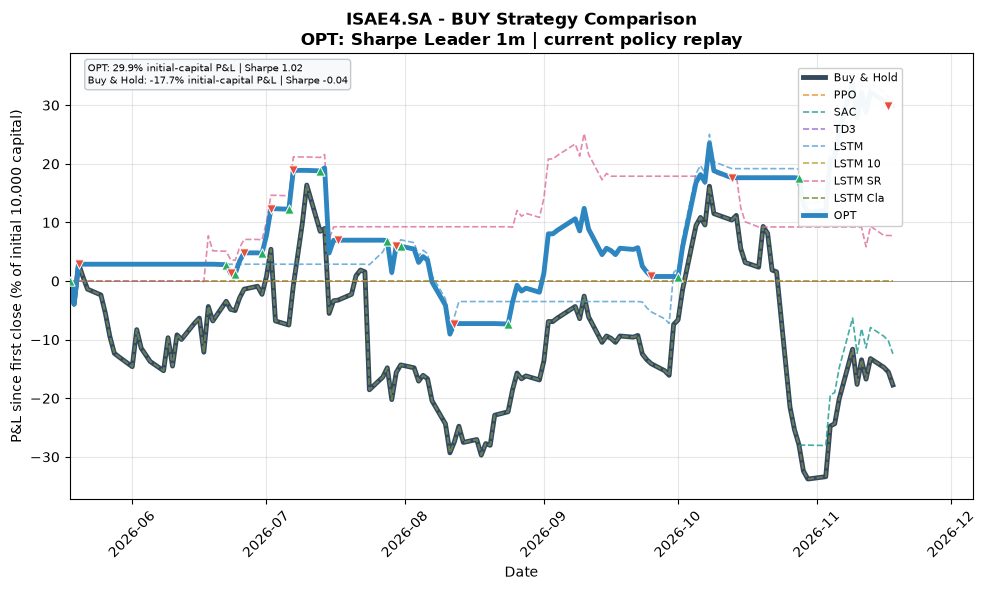 ISAE4.SA - BUY Strategy Comparison
OPT: Sharpe Leader 1m | current policy replay
OPT: 29.9% initial-capital P&L | Sharpe 1.02
Buy & Hold: -17.7% initial-capital P&L | Sharpe -0.04
Buy & Hold
PPO
SAC
TD3
LSTM
LSTM 10
LSTM SR
LSTM Cla
OPT
P&L since first close (% of initial 10,000 capital)
30
20
10
0
−10
−20
−30
2026-06
2026-07
2026-08
2026-09
2026-10
2026-11
2026-12
Date